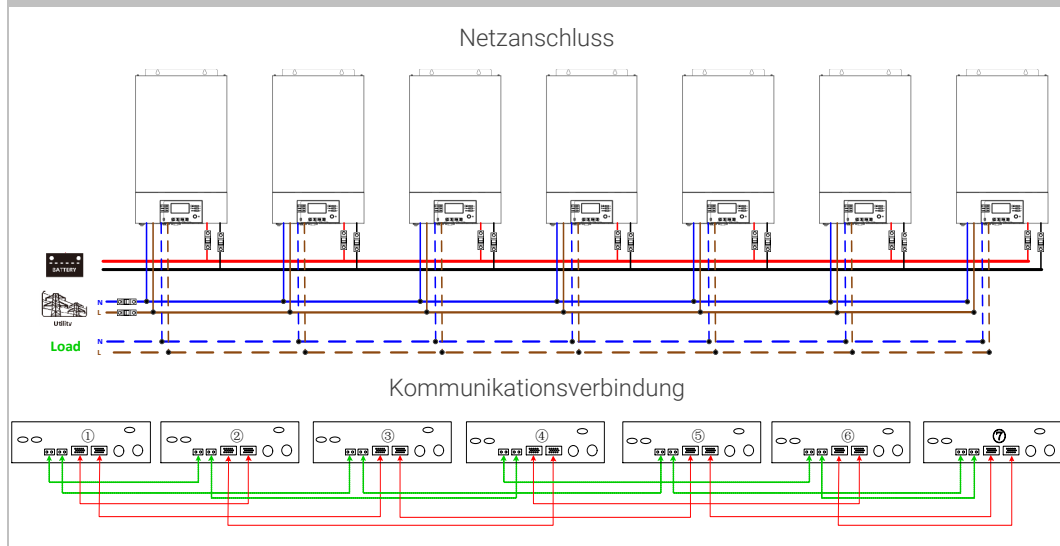 Netzanschluss
BATTERY
N
L
Utility
N
Load
L
Kommunikationsverbindung
① ② ③ ④ ⑤ ⑥ ⑦